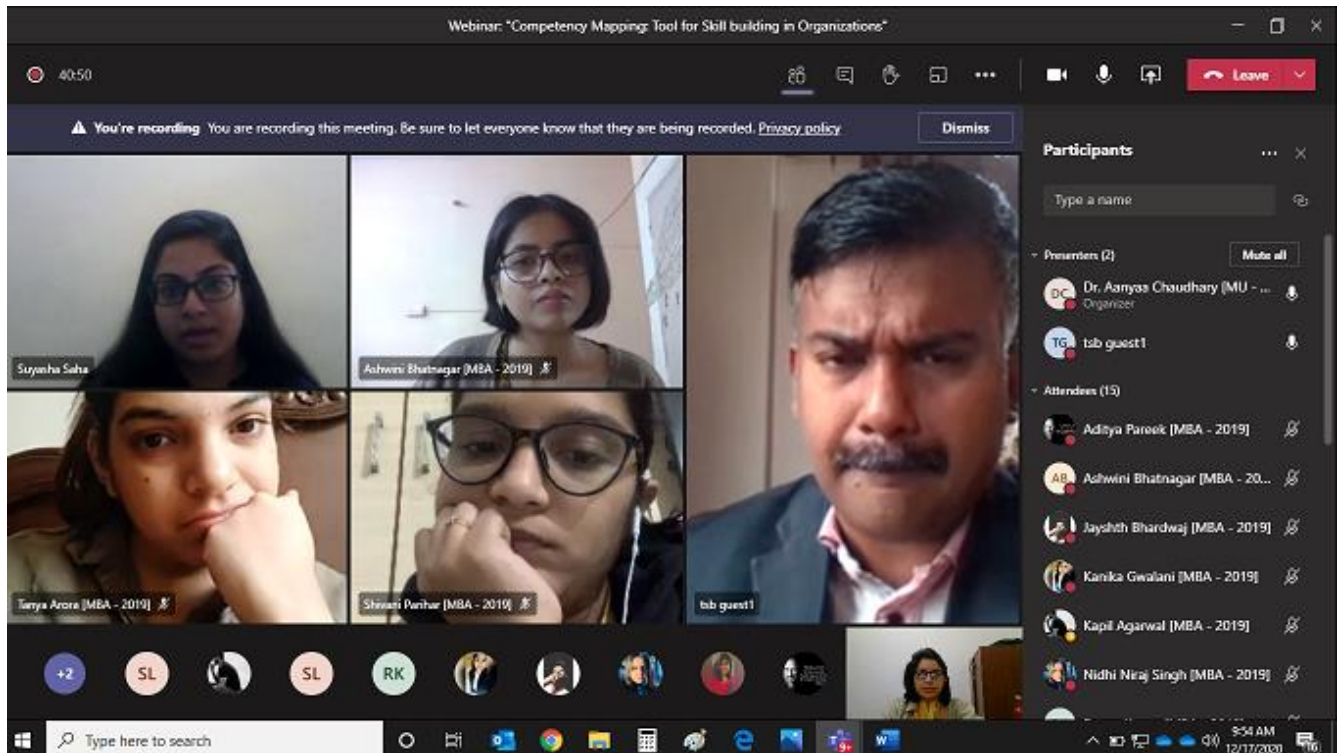 Webinar: "Competency Mapping: Tool for Skill building in Organizations"
40:50
Leave
You're recording You are recording this meeting. Be sure to let everyone know that they are being recorded. Privacy policy
Dismiss
Participants
Type a name
Presenters (2)
Mute all
DC
Dr. Aanyaa Chaudhary [MU - ...
Organizer
TG
tsb guest1
Attendees (15)
Aditya Pareek [MBA - 2019]
AB
Ashwini Bhatnagar [MBA - 20...
Jayshth Bhardwaj [MBA - 2019]
Kanika Gwalani [MBA - 2019]
Kapil Agarwal [MBA - 2019]
Nidhi Niraj Singh [MBA - 2019]
Suyasha Saha
Ashwini Bhatnagar [MBA - 2019]
Tanya Arora [MBA - 2019]
Shivani Parihar [MBA - 2019]
tsb guest1
+2
SL
SL
RK
Type here to search
9+
9:54 AM
12/17/2020